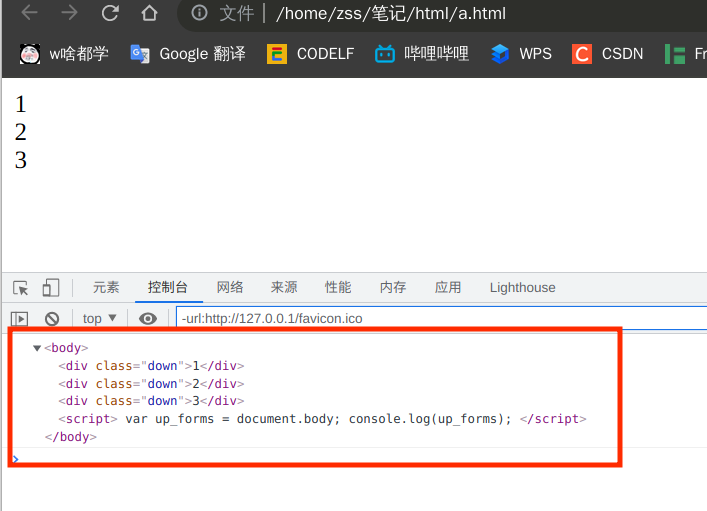 文件 | /home/zss/笔记/html/a.html
w啥都学 Google 翻译 CODELF 哔哩哔哩 WPS CSDN Fr
1
2
3
元素 控制台 网络 来源 性能 内存 应用 Lighthouse
top ▼ -url:http://127.0.0.1/favicon.ico
▼<body>
<div class="down">1</div>
<div class="down">2</div>
<div class="down">3</div>
<script> var up_forms = document.body; console.log(up_forms); </script>
</body>
>